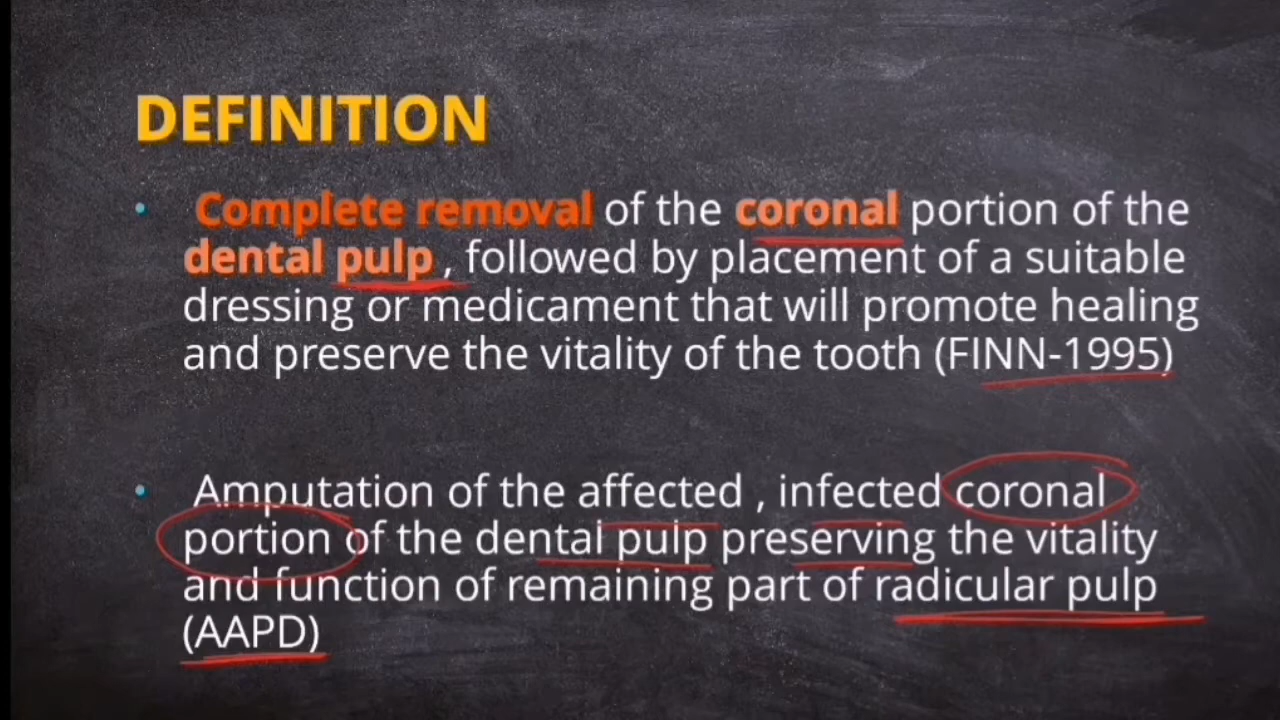 DEFINITION
• Complete removal of the coronal portion of the
dental pulp , followed by placement of a suitable
dressing or medicament that will promote healing
and preserve the vitality of the tooth (FINN-1995)
• Amputation of the affected , infected coronal
portion of the dental pulp preserving the vitality
and function of remaining part of radicular pulp
(AAPD)